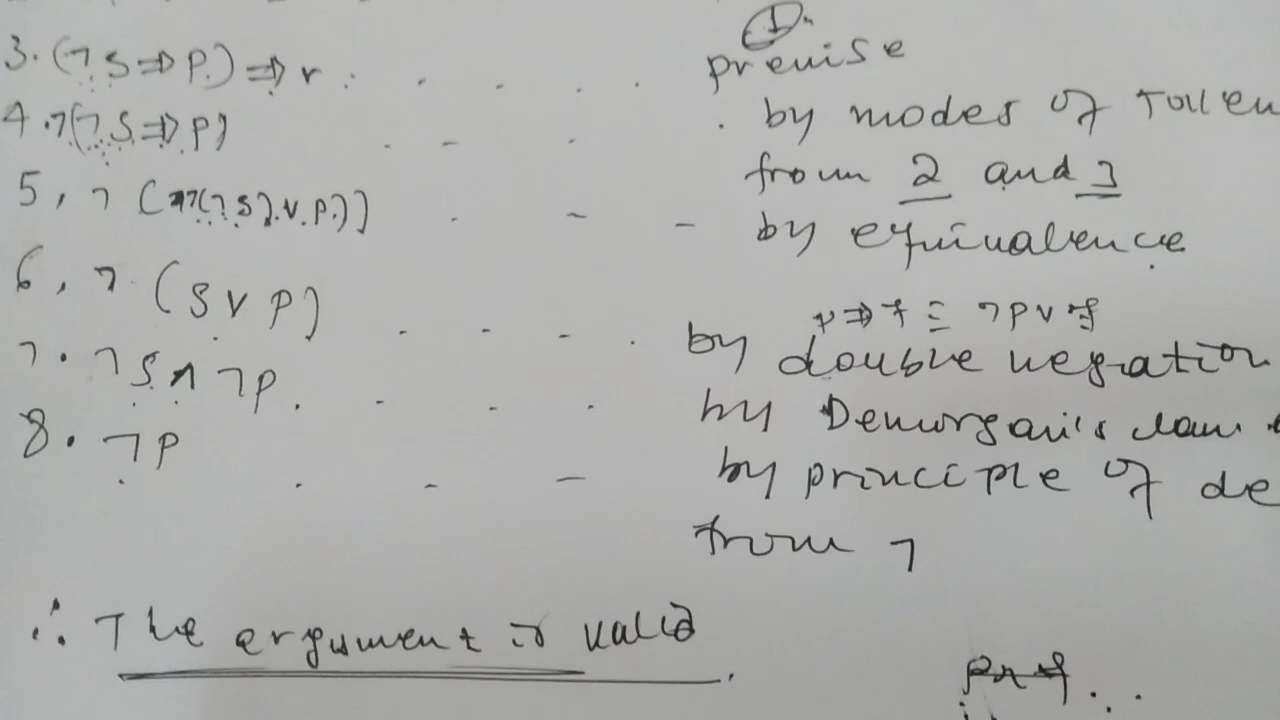 1.
3. (¬S⇒P) ⇒ r . . . . premise
4. ¬(¬S⇒P) . . . . by modes of Tollen
from 2 and 3
5, ¬(¬(¬S).v.P.)) . - - by equivalence
P⇒q ≡ ¬P v q
6, ¬(S v P) . . . . by double negation
7. ¬S ∧ ¬P . . . . by Demorgan's law
8. ¬P . . . - by principle of de
from 7
∴ The argument is valid.